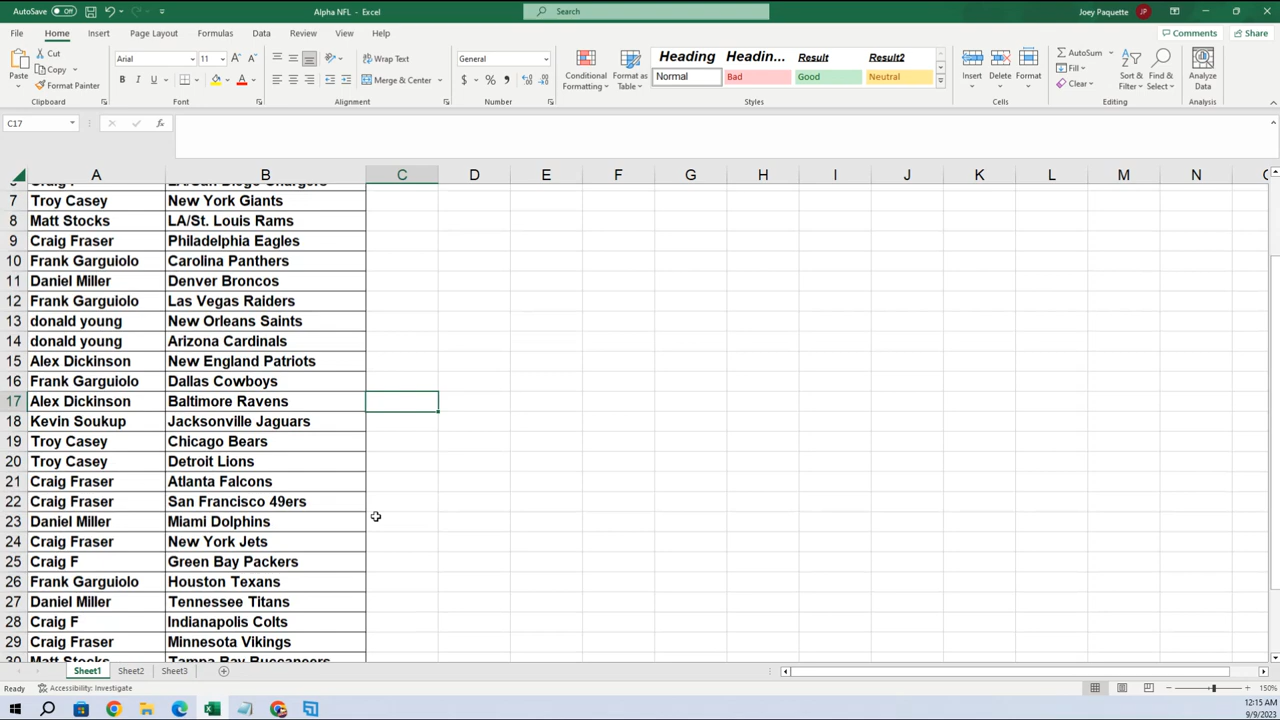 AutoSave Off Alpha NFL - Excel Search Joey Paquette JP
File Home Insert Page Layout Formulas Data Review View Help Comments Share
Paste Cut Copy Format Painter Clipboard
Arial 11 Font
Wrap Text Merge & Center Alignment
General Number
Conditional Formatting Format as Table
Heading Headin... Result Result2
Normal Bad Good Neutral
Styles
Insert Delete Format Cells
AutoSum Fill Clear Sort & Filter Find & Select Editing
Analyze Data Analysis
C17 fx
A B C D E F G H I J K L M N
7 Troy Casey New York Giants
8 Matt Stocks LA/St. Louis Rams
9 Craig Fraser Philadelphia Eagles
10 Frank Garguiolo Carolina Panthers
11 Daniel Miller Denver Broncos
12 Frank Garguiolo Las Vegas Raiders
13 donald young New Orleans Saints
14 donald young Arizona Cardinals
15 Alex Dickinson New England Patriots
16 Frank Garguiolo Dallas Cowboys
17 Alex Dickinson Baltimore Ravens
18 Kevin Soukup Jacksonville Jaguars
19 Troy Casey Chicago Bears
20 Troy Casey Detroit Lions
21 Craig Fraser Atlanta Falcons
22 Craig Fraser San Francisco 49ers
23 Daniel Miller Miami Dolphins
24 Craig Fraser New York Jets
25 Craig F Green Bay Packers
26 Frank Garguiolo Houston Texans
27 Daniel Miller Tennessee Titans
28 Craig F Indianapolis Colts
29 Craig Fraser Minnesota Vikings
30 Matt Stocks Tampa Bay Buccaneers
Sheet1 Sheet2 Sheet3
Ready Accessibility: Investigate 150%
12:15 AM
9/9/2023